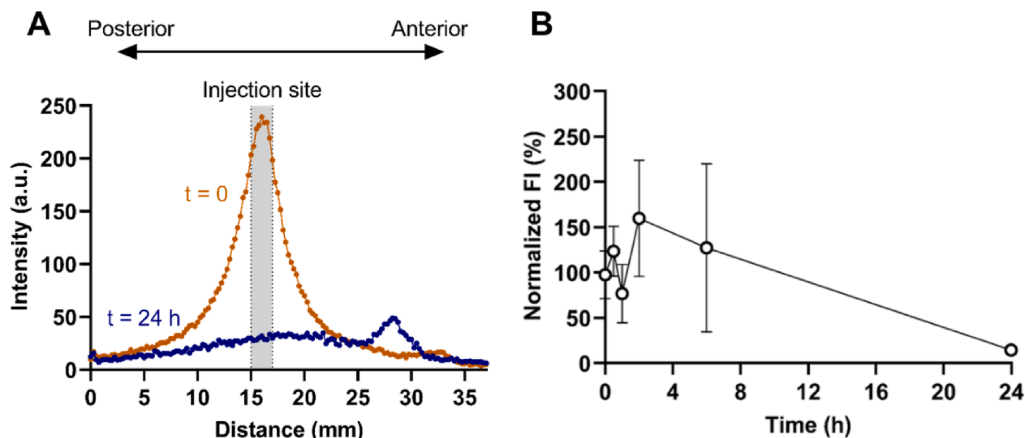 A
Posterior
Anterior
Injection site
Intensity (a.u.)
250
200
150
100
50
0
t = 0
t = 24 h
0 5 10 15 20 25 30 35
Distance (mm)
B
Normalized FI (%)
300
250
200
150
100
50
0
0 4 8 12 16 20 24
Time (h)